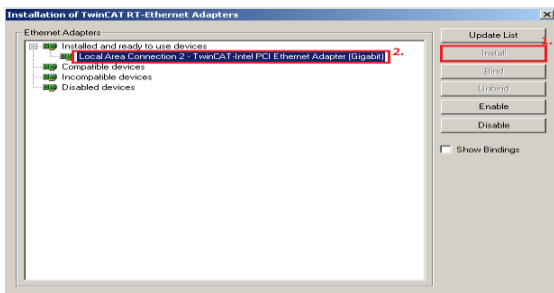 Installation of TwinCAT RT-Ethernet Adapters
Ethernet Adapters
Installed and ready to use devices
Local Area Connection 2 - TwinCAT-Intel PCI Ethernet Adapter (Gigabit)
2.
Compatible devices
Incompatible devices
Disabled devices
Update List
1.
Install
Bind
Unbind
Enable
Disable
Show Bindings